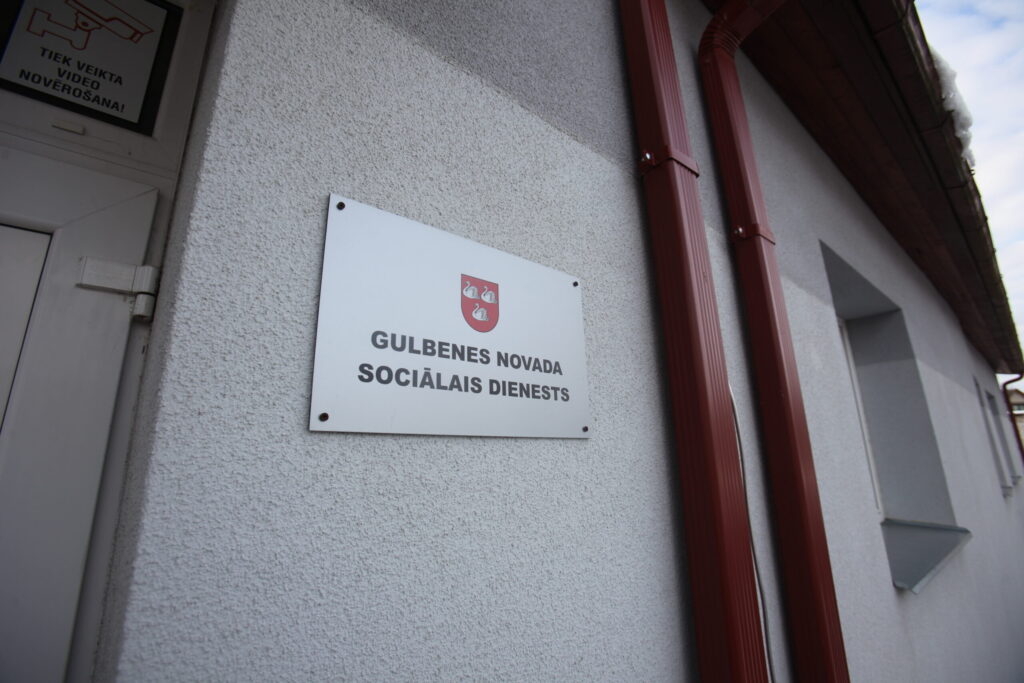 TIEK VEIKTA
VIDEO
NOVĒROŠANA!
GULBENES NOVADA
SOCIĀLAIS DIENESTS